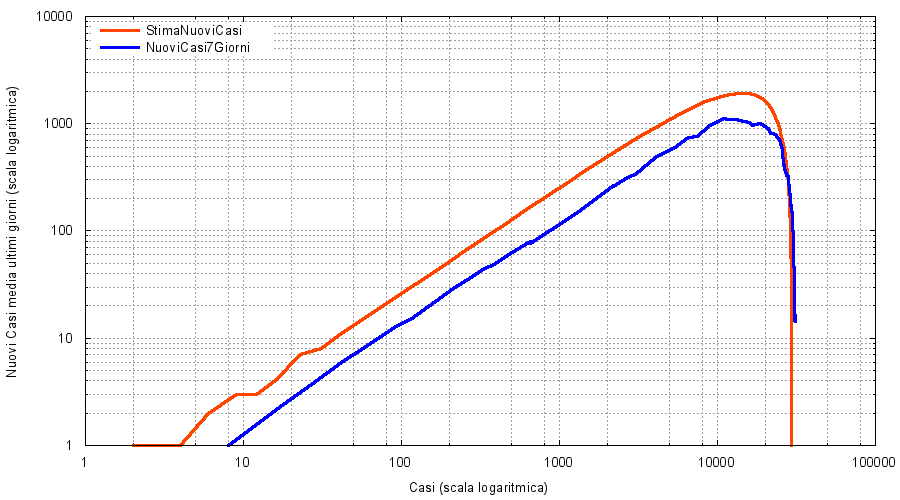 10000
StimaNuoviCasi
NuoviCasi7Giorni
1000
100
10
1
Nuovi Casi media ultimi giorni (scala logaritmica)
1 10 100 1000 10000 100000
Casi (scala logaritmica)